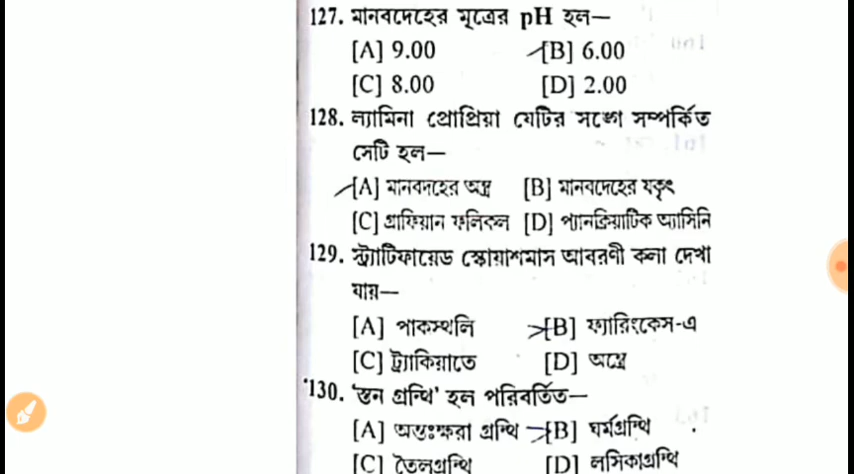 127. মানবদেহের মূত্রের pH হল—
[A] 9.00 [B] 6.00
[C] 8.00 [D] 2.00
128. ল্যামিনা প্রোপ্রিয়া যেটির সঙ্গে সম্পর্কিত
সেটি হল—
[A] মানবদহের অন্ত্র [B] মানবদেহের যকৃৎ
[C] গ্রাফিয়ান ফলিকল [D] প্যানক্রিয়াটিক অ্যাসিনি
129. স্ট্র্যাটিফায়েড স্কোয়াশমাস আবরণী কলা দেখা
যায়—
[A] পাকস্থলি [B] ফ্যারিংকেস-এ
[C] ট্র্যাকিয়াতে [D] অন্ত্রে
130. 'স্তন গ্রন্থি' হল পরিবর্তিত—
[A] অন্তঃক্ষরা গ্রন্থি [B] ঘর্মগ্রন্থি
[C] তৈলগ্রন্থি [D] লসিকাগ্রন্থি